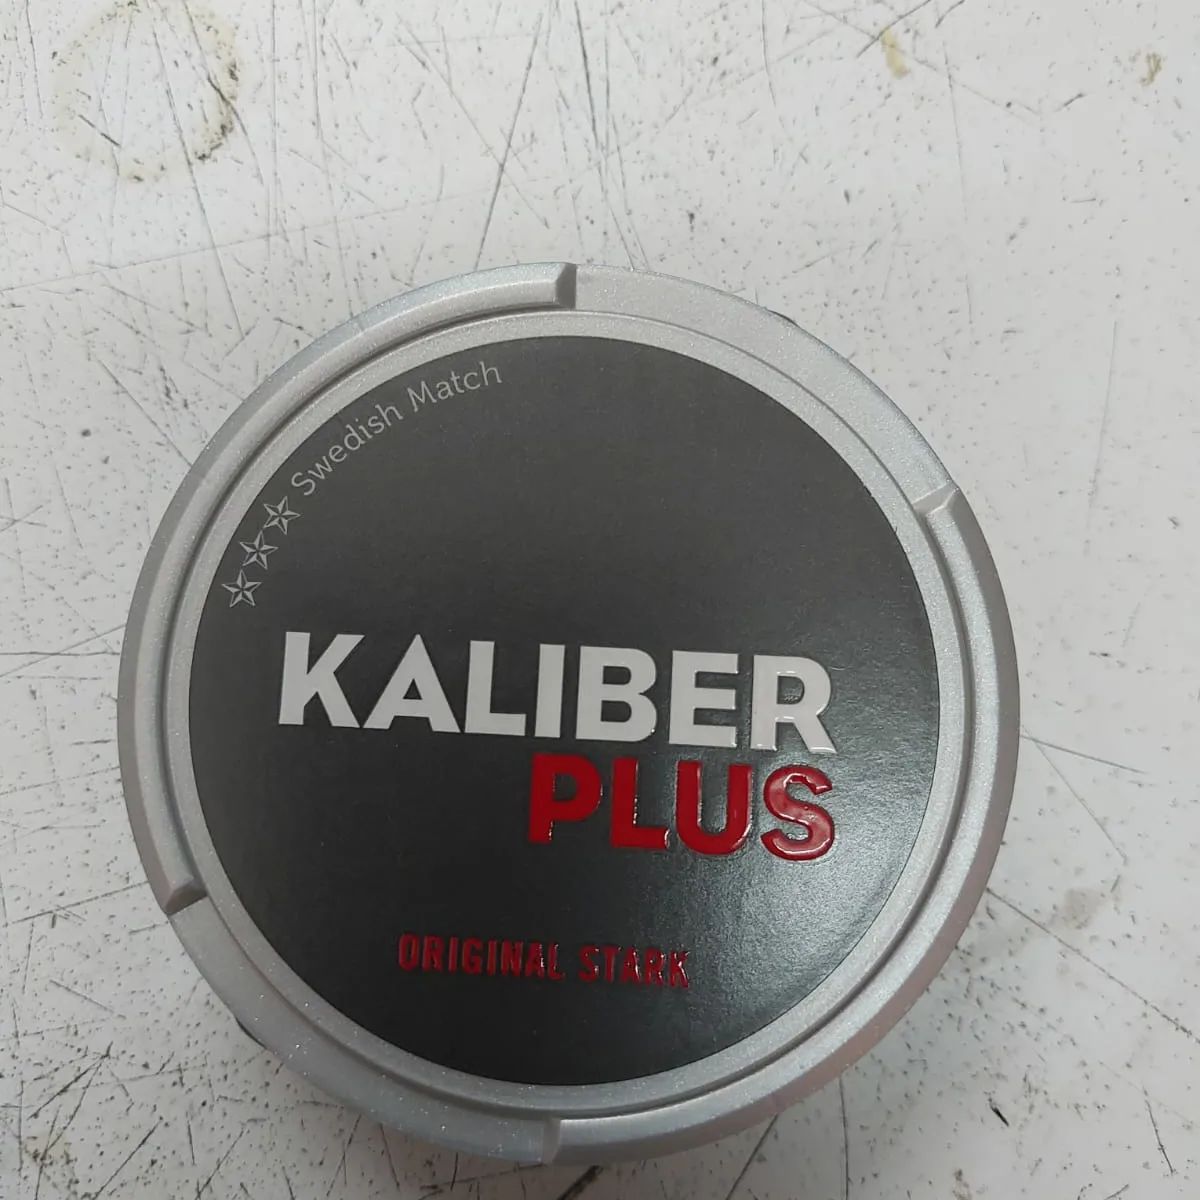 Swedish Match
KALIBER
PLUS
ORIGINAL STARK